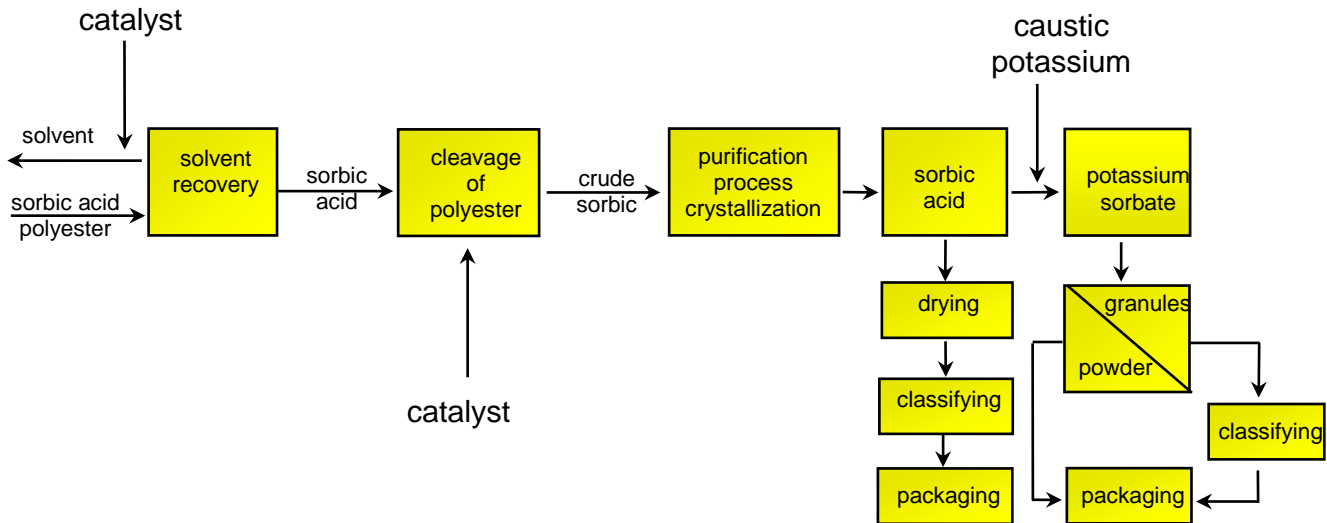 catalyst
caustic
potassium
solvent
sorbic acid
polyester
solvent
recovery
sorbic
acid
cleavage
of
polyester
crude
sorbic
purification
process
crystallization
sorbic
acid
potassium
sorbate
catalyst
drying
classifying
packaging
granules
powder
classifying
packaging